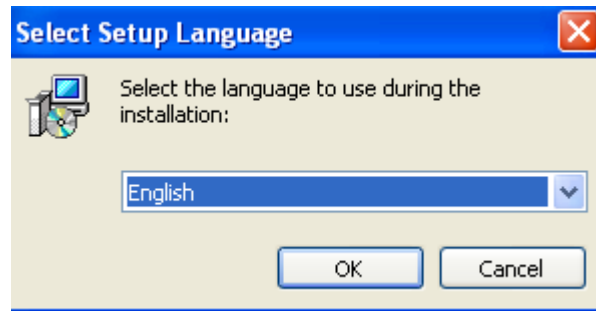 Select Setup Language
Select the language to use during the
installation:
English
OK
Cancel